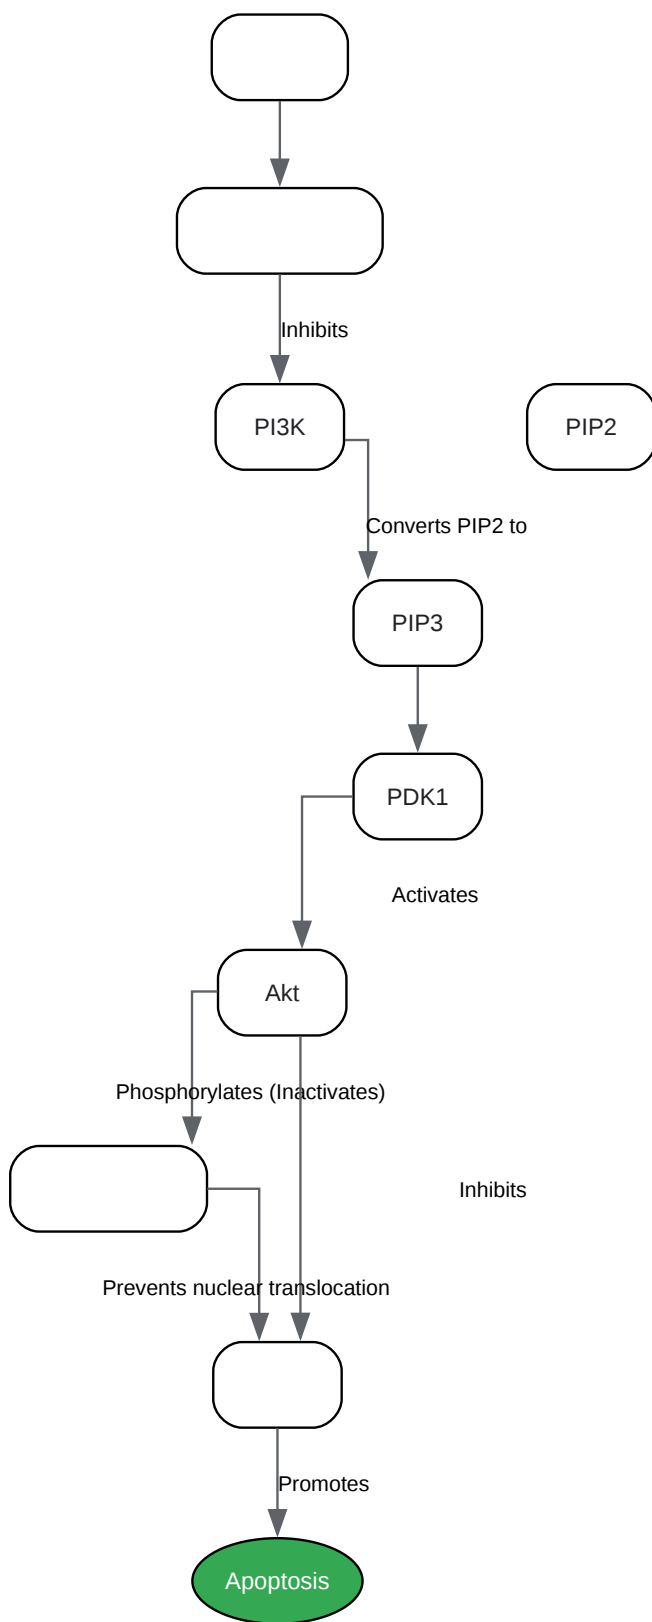 Inhibits
PI3K
PIP2
Converts PIP2 to
PIP3
PDK1
Activates
Akt
Phosphorylates (Inactivates)
Inhibits
Prevents nuclear translocation
Promotes
Apoptosis